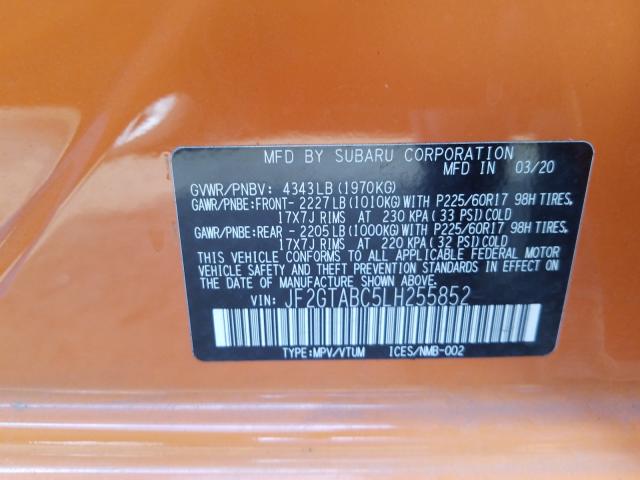 MFD BY SUBARU CORPORATION
MFD IN 03/20
GVWR/PNBV: 4343LB (1970KG)
GAWR/PNBE:FRONT- 2227LB (1010KG) WITH P225/60R17 98H TIRES,
17X7J RIMS AT 230 KPA (33 PSI) COLD
GAWR/PNBE:REAR - 2205LB (1000KG) WITH P225/60R17 98H TIRES,
17X7J RIMS AT 220 KPA (32 PSI) COLD
THIS VEHICLE CONFORMS TO ALL APPLICABLE FEDERAL MOTOR
VEHICLE SAFETY AND THEFT PREVENTION STANDARDS IN EFFECT ON
THE DATE OF MANUFACTURE SHOWN ABOVE.
VIN: JF2GTABC5LH255852
TYPE:MPV/VTUM ICES/NMB-002